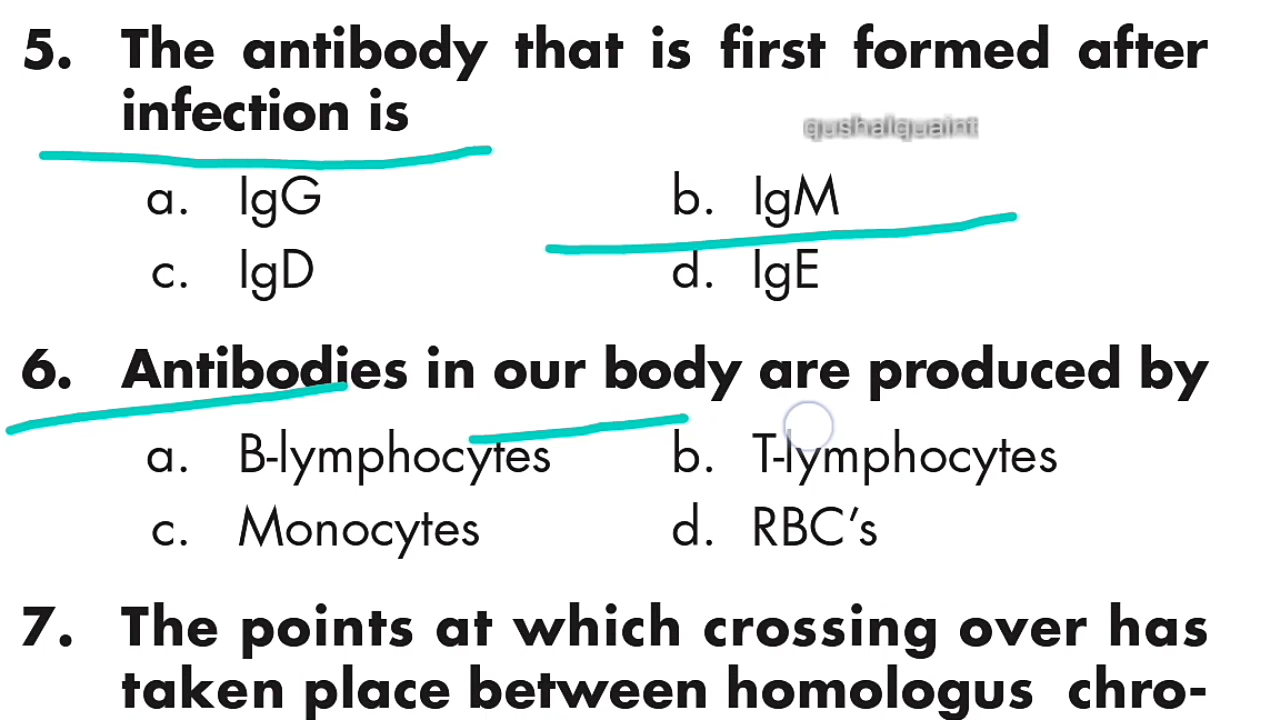 5. The antibody that is first formed after
infection is
qushalquaint
a. IgG b. IgM
c. IgD d. IgE
6. Antibodies in our body are produced by
a. B-lymphocytes b. T-lymphocytes
c. Monocytes d. RBC’s
7. The points at which crossing over has
taken place between homologus chro-